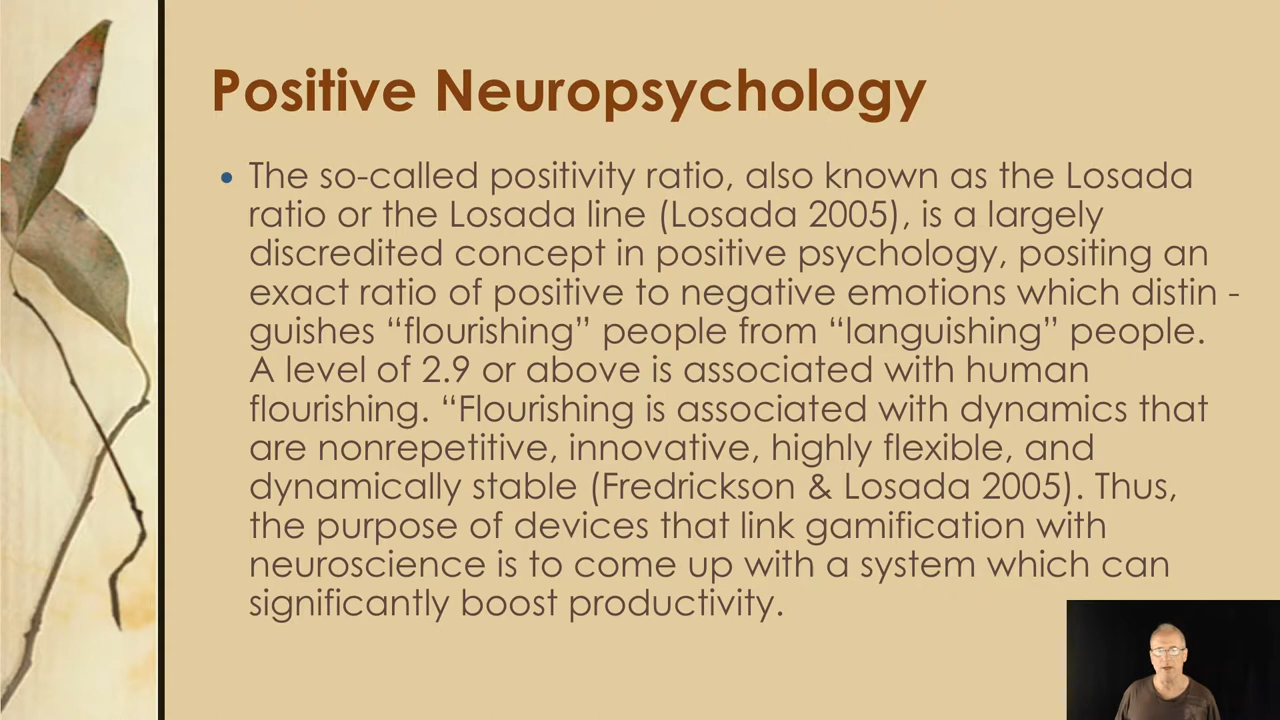 Positive Neuropsychology
• The so-called positivity ratio, also known as the Losada
ratio or the Losada line (Losada 2005), is a largely
discredited concept in positive psychology, positing an
exact ratio of positive to negative emotions which distin -
guishes “flourishing” people from “languishing” people.
A level of 2.9 or above is associated with human
flourishing. “Flourishing is associated with dynamics that
are nonrepetitive, innovative, highly flexible, and
dynamically stable (Fredrickson & Losada 2005). Thus,
the purpose of devices that link gamification with
neuroscience is to come up with a system which can
significantly boost productivity.